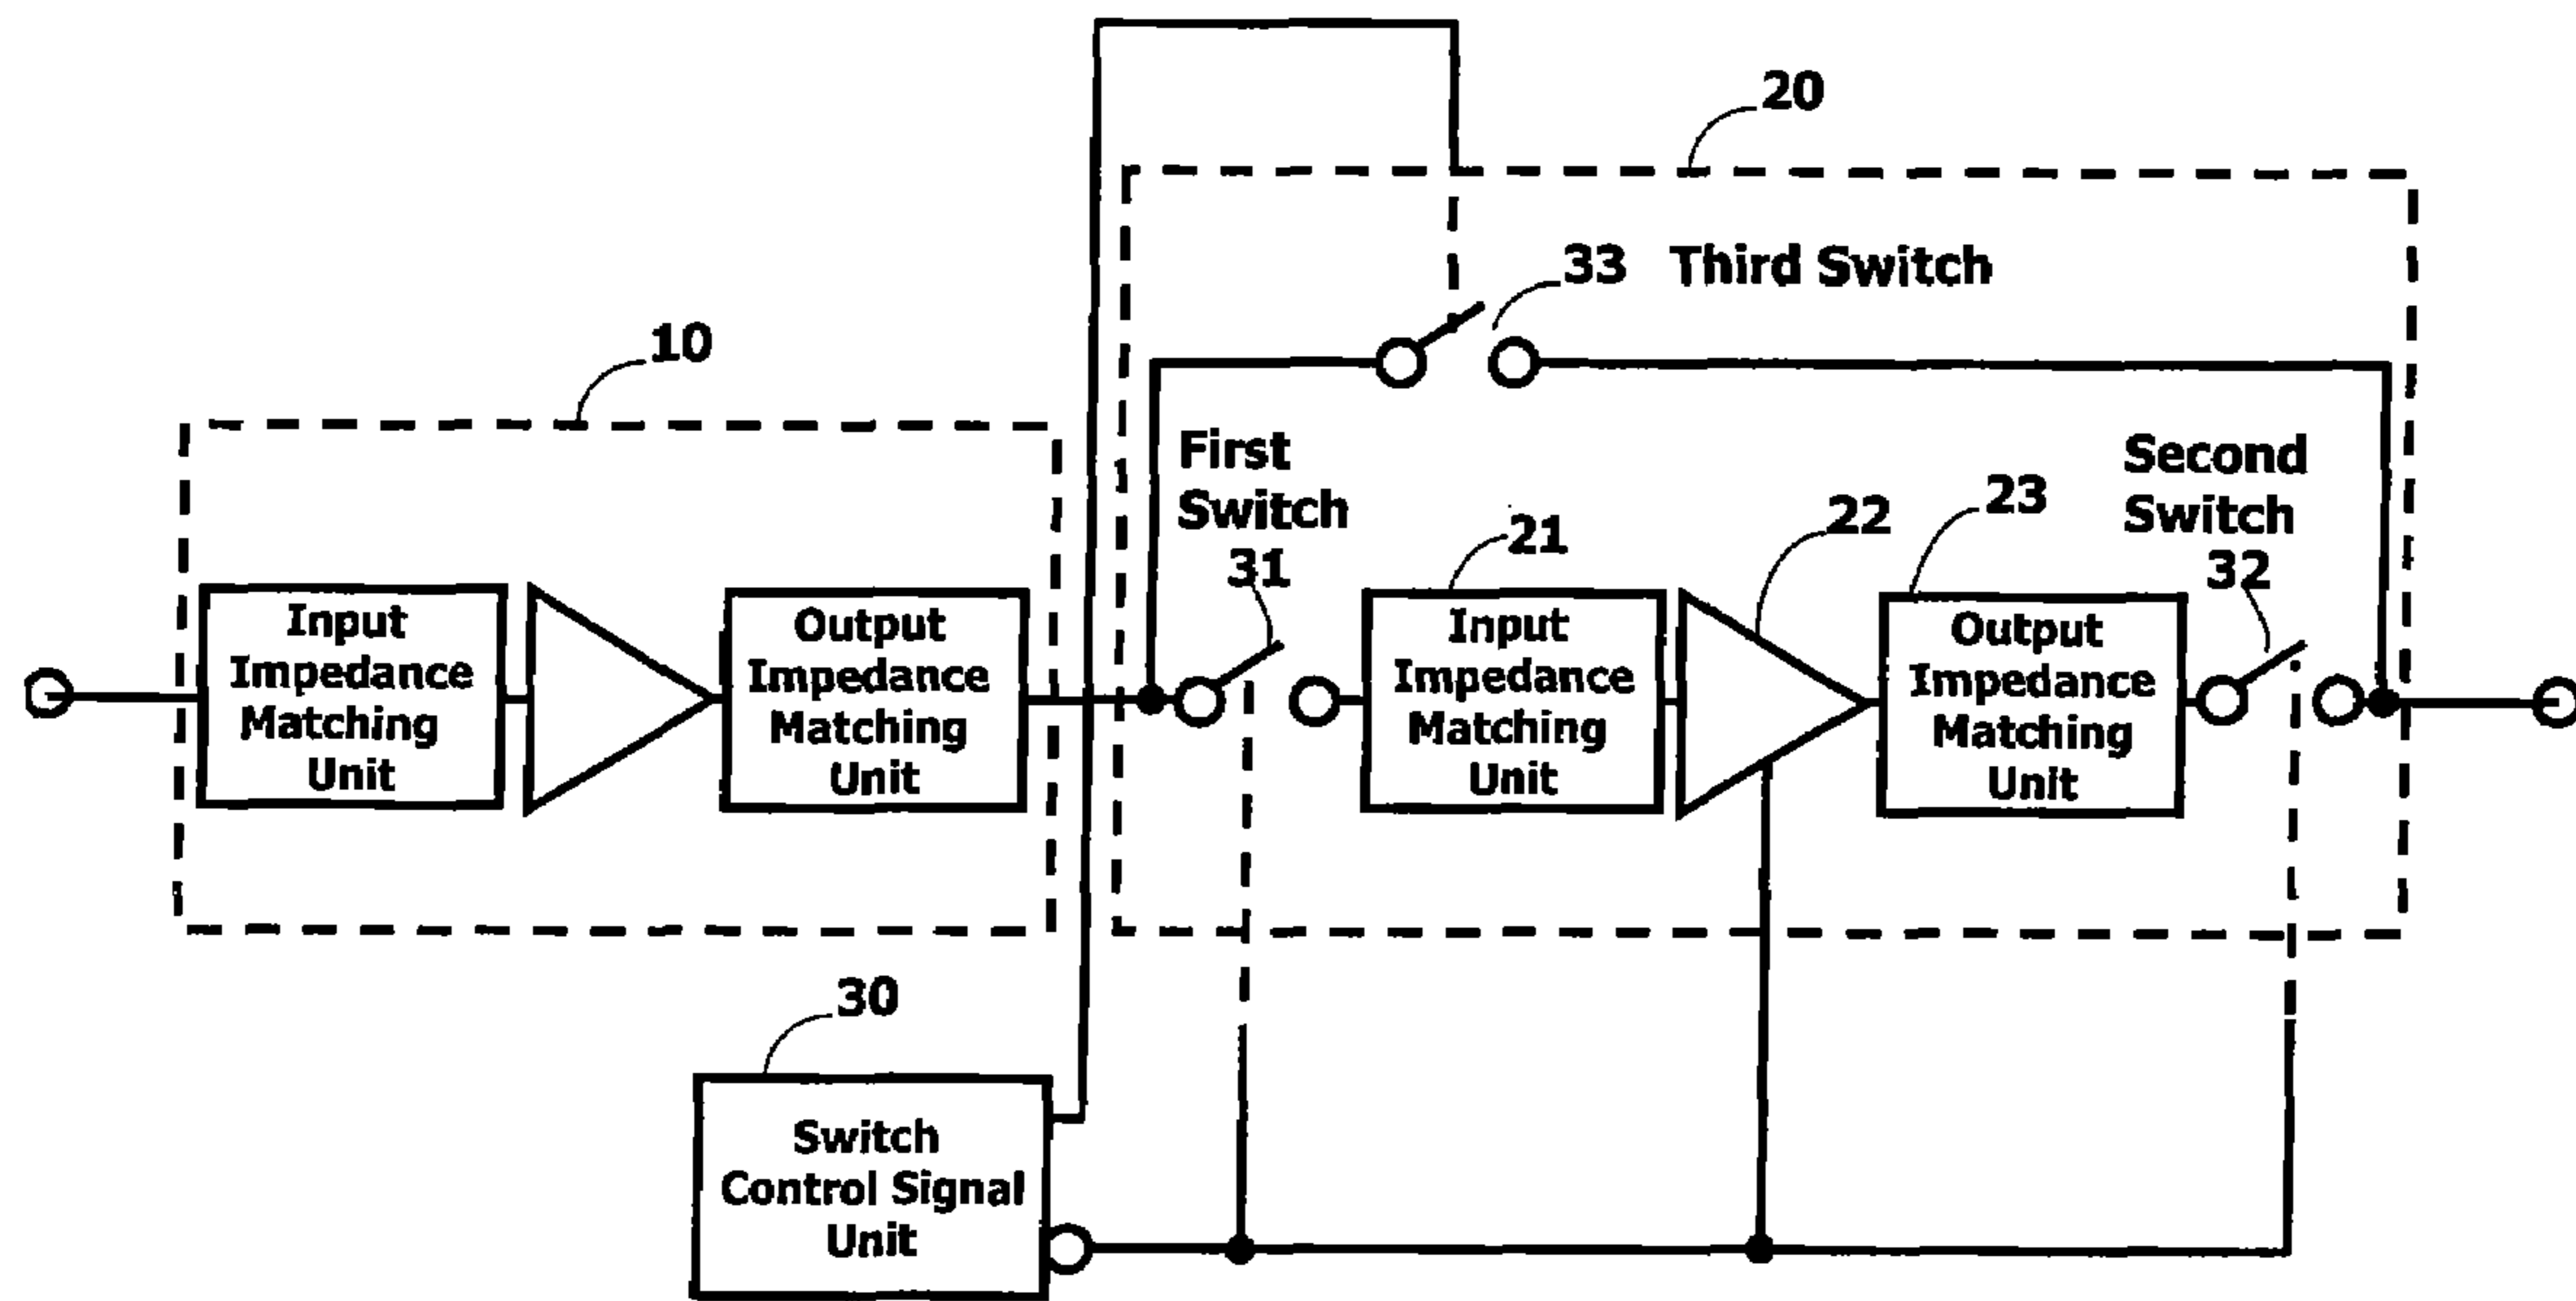 20
33 Third Switch
10
First
Switch
31
Second
Switch
32
21
22
23
Input
Impedance
Matching
Unit
Output
Impedance
Matching
Unit
Input
Impedance
Matching
Unit
Output
Impedance
Matching
Unit
30
Switch
Control Signal
Unit